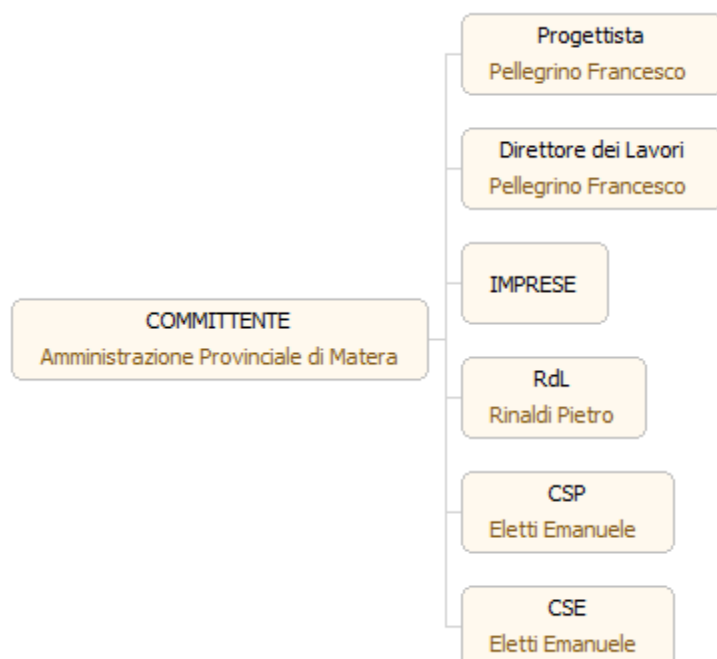 Progettista
Pellegrino Francesco
Direttore dei Lavori
Pellegrino Francesco
IMPRESE
COMMITTENTE
Amministrazione Provinciale di Matera
RdL
Rinaldi Pietro
CSP
Eletti Emanuele
CSE
Eletti Emanuele